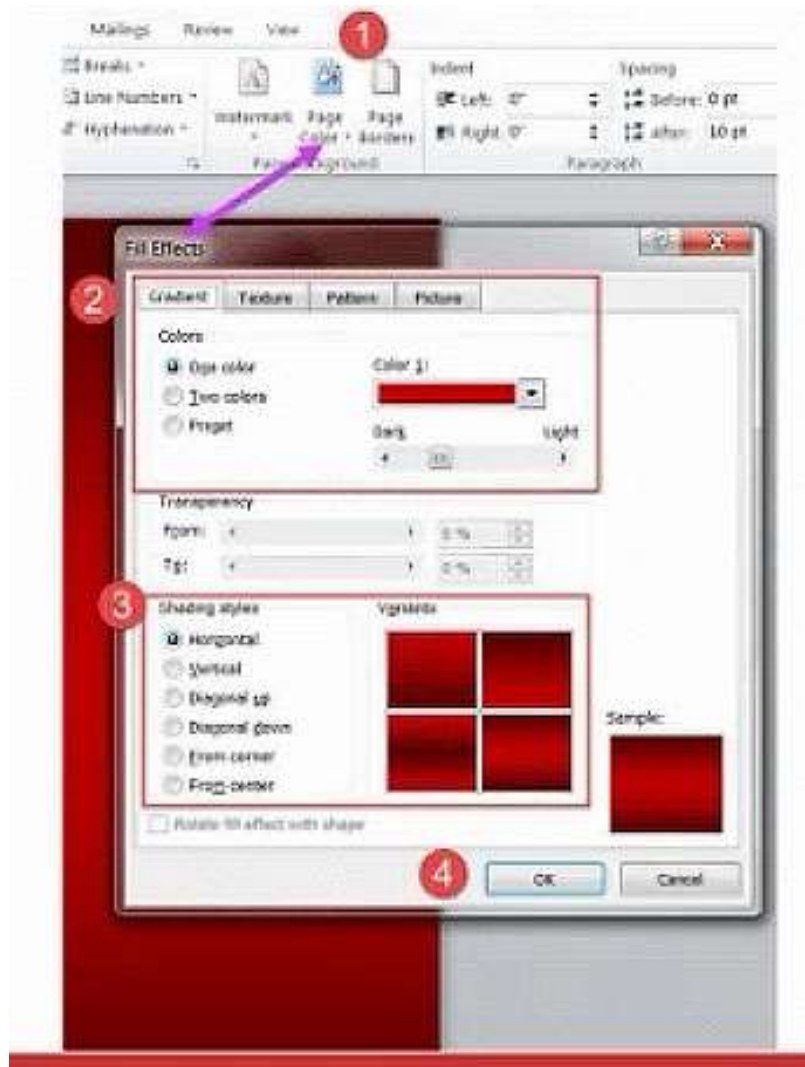 Mailings Review View
1
Breaks
Line Numbers
Hyphenation
Watermark
Page Color
Page Borders
Page Background
Indent
Left: 0"
Right: 0"
Spacing
Before: 0 pt
After: 10 pt
Paragraph
Fill Effects
2
Gradient Texture Pattern Picture
Colors
One color
Two colors
Preset
Color 1:
Dark Light
Transparency
From: 0 %
To: 0 %
3
Shading styles
Horizontal
Vertical
Diagonal up
Diagonal down
From corner
From center
Variants
Sample:
Rotate fill effect with shape
4
OK Cancel